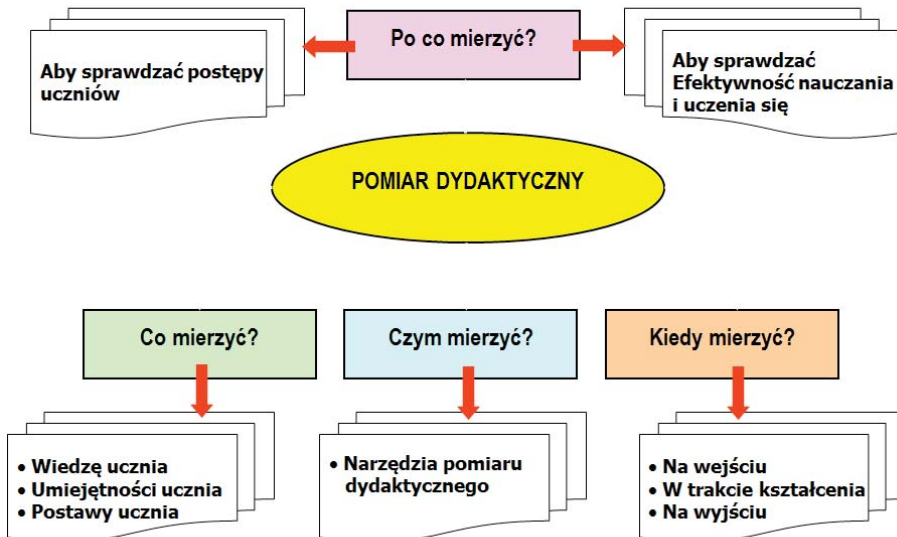 Po co mierzyć?
Aby sprawdzać postępy
uczniów
Aby sprawdzać
Efektywność nauczania
i uczenia się
POMIAR DYDAKTYCZNY
Co mierzyć?
Czym mierzyć?
Kiedy mierzyć?
• Wiedzę ucznia
• Umiejętności ucznia
• Postawy ucznia
• Narzędzia pomiaru
dydaktycznego
• Na wejściu
• W trakcie kształcenia
• Na wyjściu